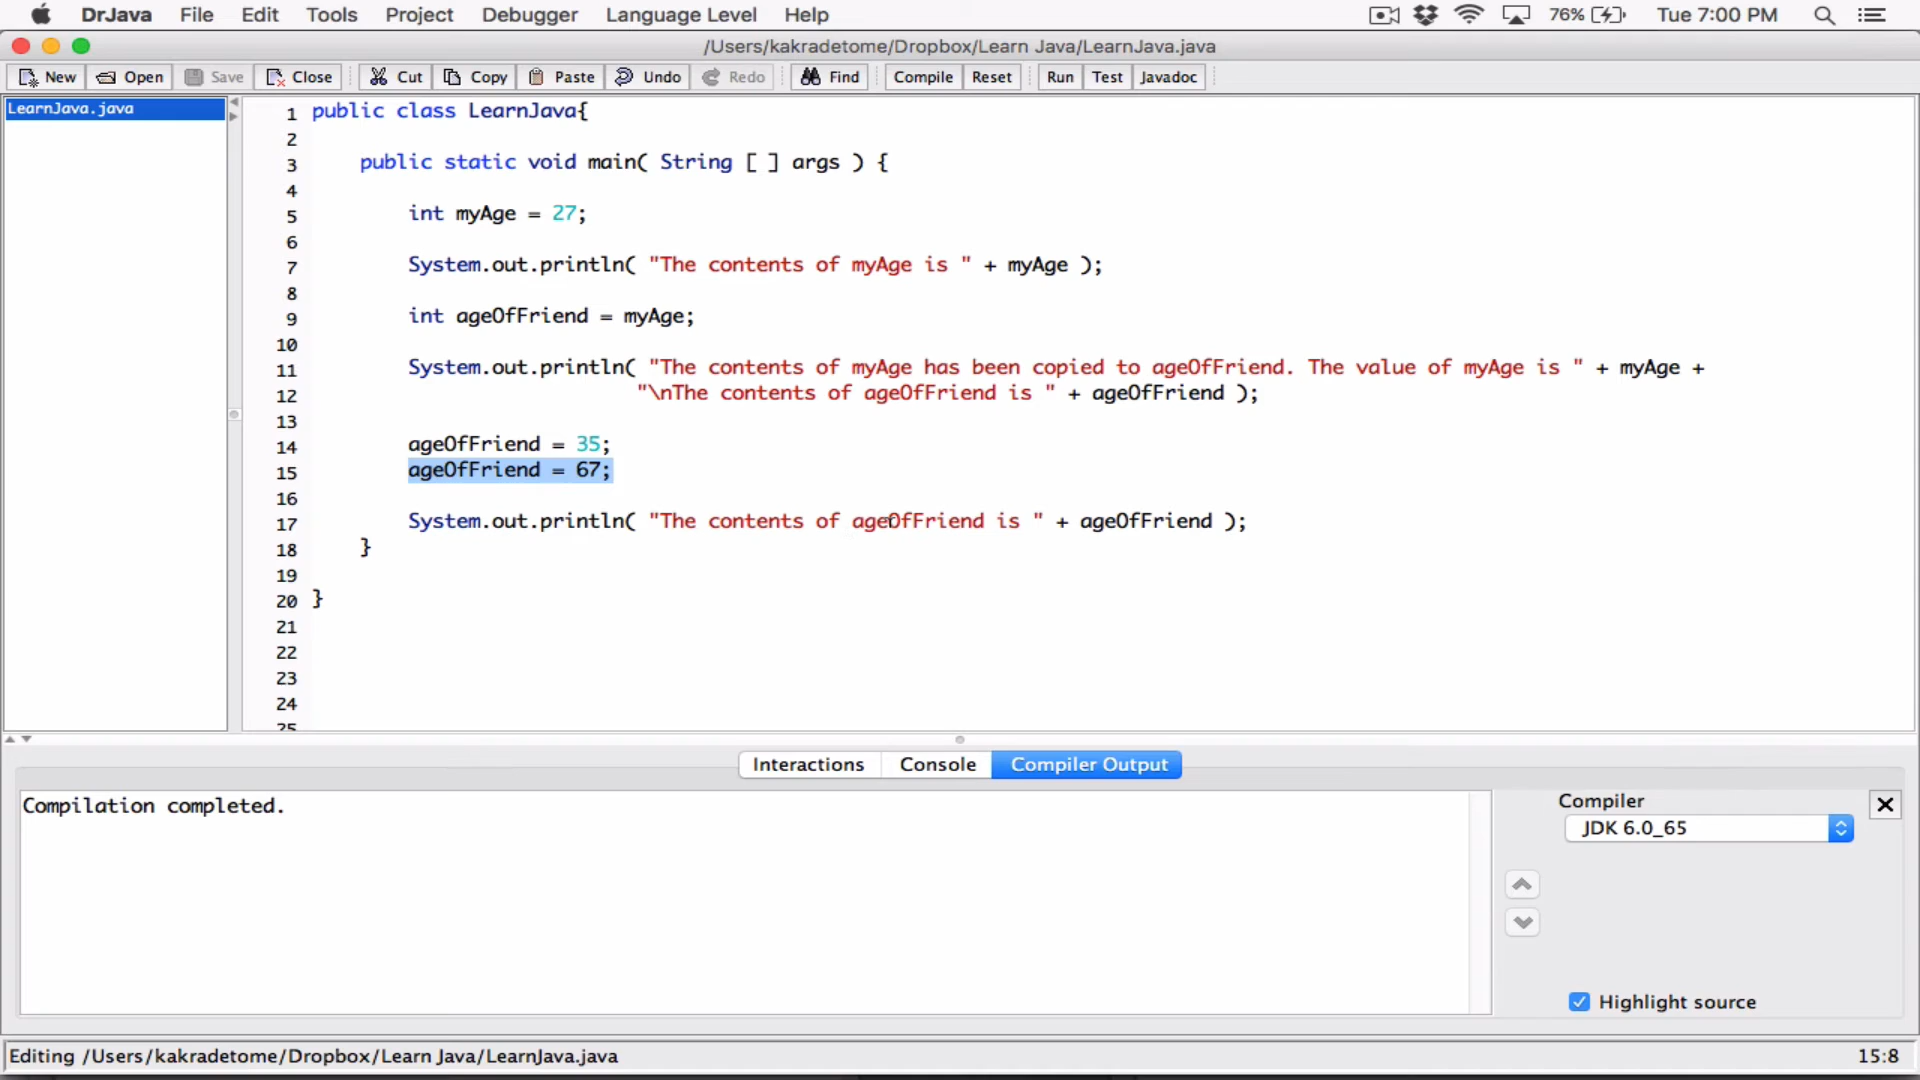 DrJava File Edit Tools Project Debugger Language Level Help 76% Tue 7:00 PM
/Users/kakradetome/Dropbox/Learn Java/LearnJava.java
New Open Save Close Cut Copy Paste Undo Redo Find Compile Reset Run Test Javadoc
LearnJava.java
1 public class LearnJava{
2
3 public static void main( String [ ] args ) {
4
5 int myAge = 27;
6
7 System.out.println( "The contents of myAge is " + myAge );
8
9 int ageOfFriend = myAge;
10
11 System.out.println( "The contents of myAge has been copied to ageOfFriend. The value of myAge is " + myAge +
12 "\nThe contents of ageOfFriend is " + ageOfFriend );
13
14 ageOfFriend = 35;
15 ageOfFriend = 67;
16
17 System.out.println( "The contents of ageOfFriend is " + ageOfFriend );
18 }
19
20 }
21
22
23
24
25
Interactions Console Compiler Output
Compilation completed.
Compiler
JDK 6.0_65
Highlight source
Editing /Users/kakradetome/Dropbox/Learn Java/LearnJava.java 15:8